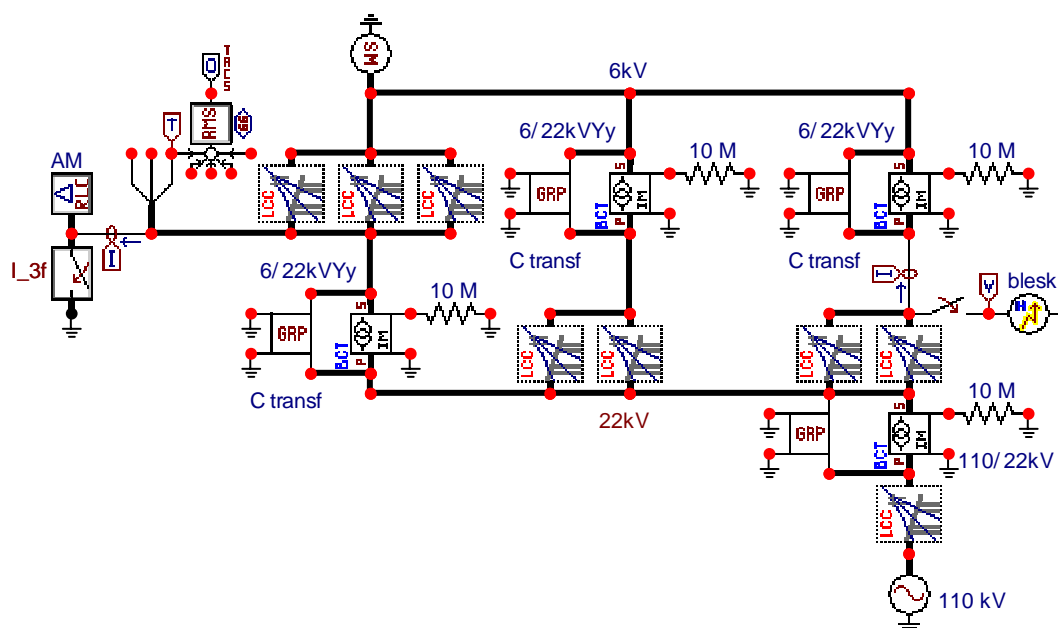 SM
6kV
TACS
O
T
RMS
66
6/22kVYy
10 M
6/22kVYy
10 M
AM
RLC
I
I_3f
LCC
LCC
LCC
GRP
BCT
S
P
IM
C transf
GRP
BCT
S
P
IM
C transf
6/22kVYy
10 M
GRP
BCT
S
P
IM
C transf
I
V
blesk
H
LCC
LCC
LCC
LCC
22kV
10 M
GRP
BCT
S
P
IM
110/22kV
LCC
110 kV